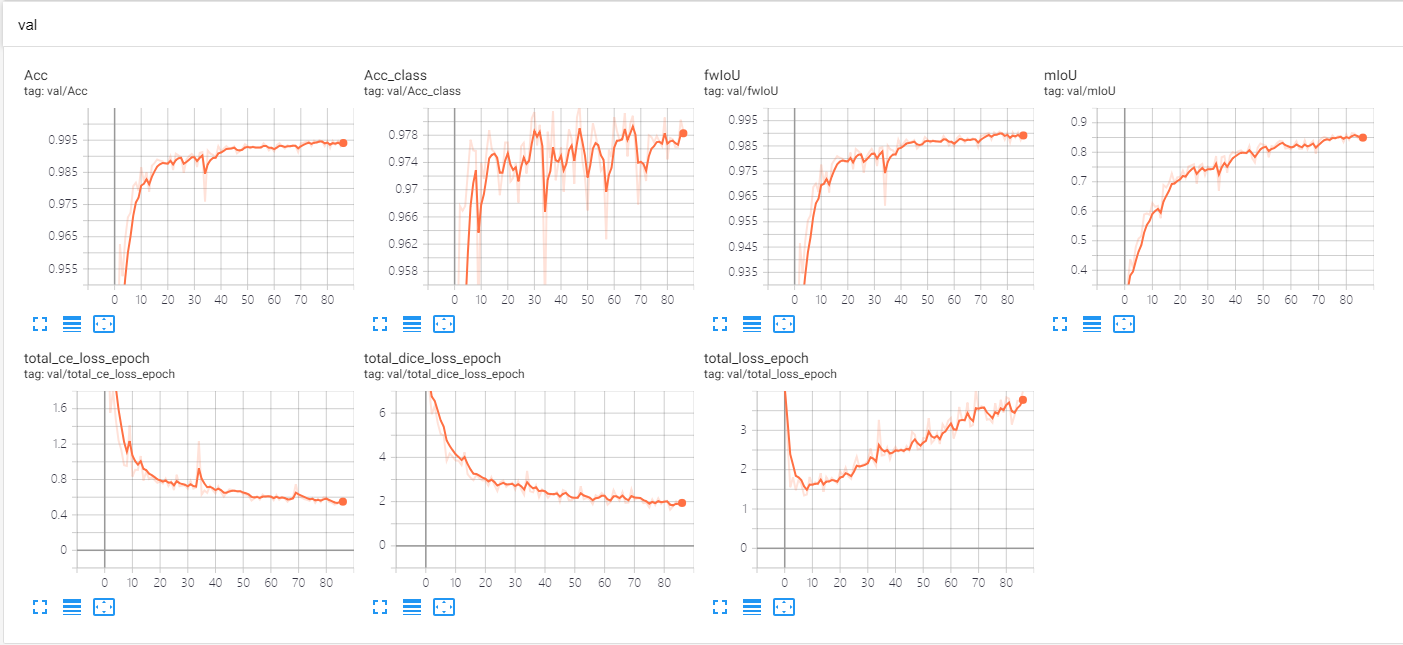 val
Acc
tag: val/Acc
0.995
0.985
0.975
0.965
0.955
0 10 20 30 40 50 60 70 80
Acc_class
tag: val/Acc_class
0.978
0.974
0.97
0.966
0.962
0.958
0 10 20 30 40 50 60 70 80
fwIoU
tag: val/fwIoU
0.995
0.985
0.975
0.965
0.955
0.945
0.935
0 10 20 30 40 50 60 70 80
mIoU
tag: val/mIoU
0.9
0.8
0.7
0.6
0.5
0.4
0 10 20 30 40 50 60 70 80
total_ce_loss_epoch
tag: val/total_ce_loss_epoch
1.6
1.2
0.8
0.4
0
0 10 20 30 40 50 60 70 80
total_dice_loss_epoch
tag: val/total_dice_loss_epoch
6
4
2
0
0 10 20 30 40 50 60 70 80
total_loss_epoch
tag: val/total_loss_epoch
3
2
1
0
0 10 20 30 40 50 60 70 80